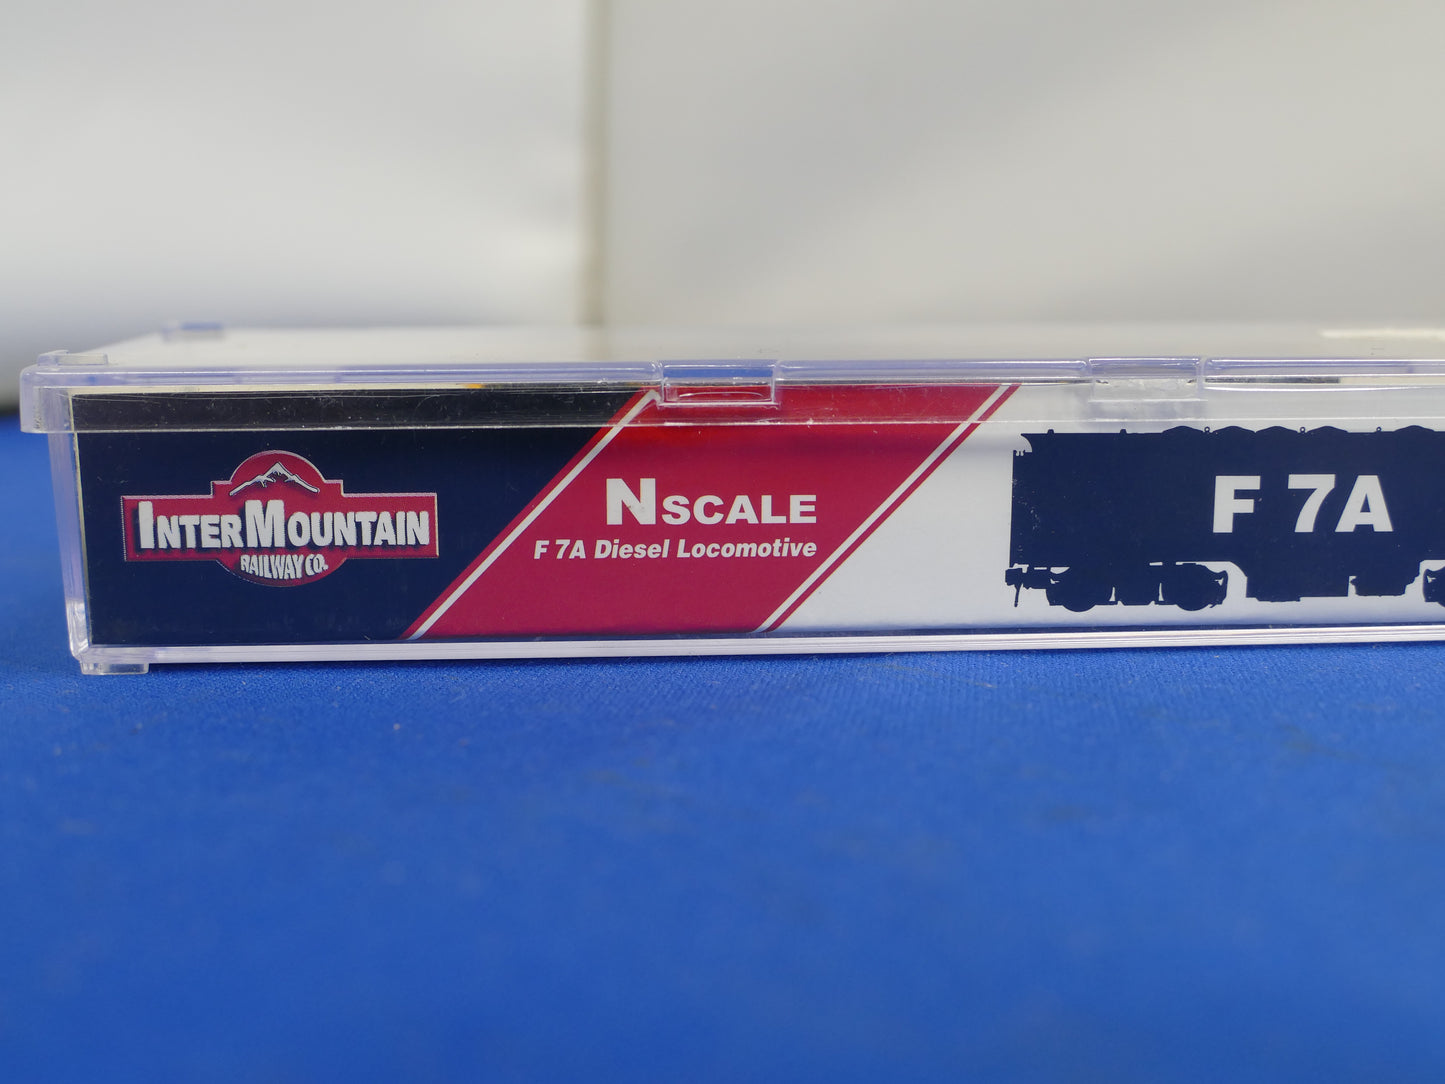 INTERMOUNTAIN
RAILWAY CO.
NSCALE
F 7A Diesel Locomotive
F 7A